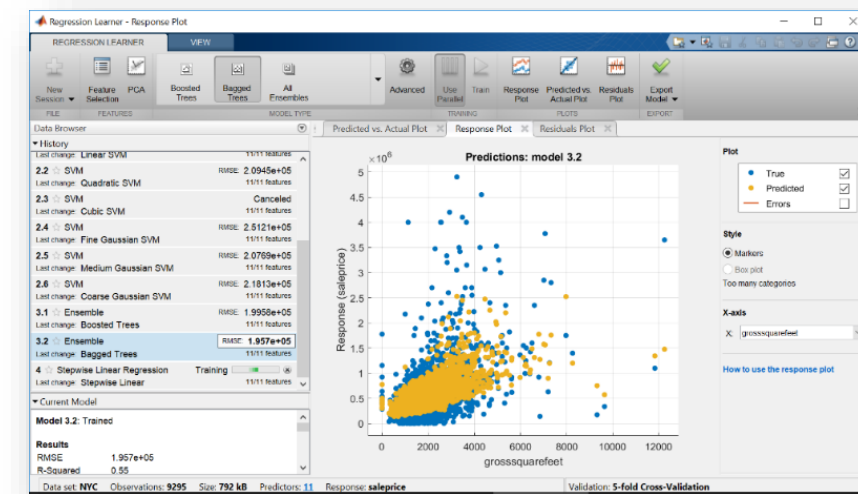 Regression Learner - Response Plot
REGRESSION LEARNER VIEW
New Session
Feature Selection
PCA
Boosted Trees
Bagged Trees
All Ensembles
Advanced
Use Parallel
Train
Response Plot
Predicted vs. Actual Plot
Residuals Plot
Export Model
FILE FEATURES MODEL TYPE TRAINING PLOTS EXPORT
Data Browser
Predicted vs. Actual Plot Response Plot Residuals Plot
History
Last change: Linear SVM 11/11 features
2.2 SVM RMSE: 2.0945e+05
Last change: Quadratic SVM 11/11 features
2.3 SVM Canceled
Last change: Cubic SVM 11/11 features
2.4 SVM RMSE: 2.5121e+05
Last change: Fine Gaussian SVM 11/11 features
2.5 SVM RMSE: 2.0769e+05
Last change: Medium Gaussian SVM 11/11 features
2.6 SVM RMSE: 2.1813e+05
Last change: Coarse Gaussian SVM 11/11 features
3.1 Ensemble RMSE: 1.9958e+05
Last change: Boosted Trees 11/11 features
3.2 Ensemble RMSE: 1.957e+05
Last change: Bagged Trees 11/11 features
4 Stepwise Linear Regression Training
Last change: Stepwise Linear 11/11 features
Current Model
Model 3.2: Trained
Results
RMSE 1.957e+05
R-Squared 0.55
Predictions: model 3.2
×10^6
5
4.5
4
3.5
3
2.5
2
1.5
1
0.5
0
Response (saleprice)
0 2000 4000 6000 8000 10000 12000
grosssquarefeet
Plot
True
Predicted
Errors
Style
Markers
Box plot
Too many categories
X-axis
X: grosssquarefeet
How to use the response plot
Data set: NYC Observations: 9295 Size: 792 kB Predictors: 11 Response: saleprice Validation: 5-fold Cross-Validation